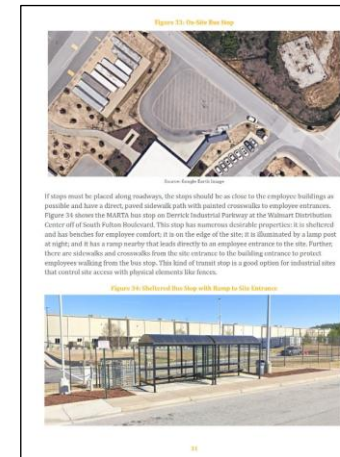 Figure 33: On-Site Bus Stop
Source: Google Earth Image
If stops must be placed along roadways, the stops should be as close to the employee buildings as
possible and have a direct, paved sidewalk path with painted crosswalks to employee entrances.
Figure 34 shows the MARTA bus stop on Derrick Industrial Parkway at the Walmart Distribution
Center off of South Fulton Boulevard. This stop has numerous desirable properties: it is sheltered
and has benches for employee comfort; it is on the edge of the site; it is illuminated by a lamp post
at night; and it has a ramp nearby that leads directly to an employee entrance to the site. Further,
there are sidewalks and crosswalks from the site entrance to the building entrance to protect
employees walking from the bus stop. This kind of transit stop is a good option for industrial sites
that control site access with physical elements like fences.
Figure 34: Sheltered Bus Stop with Ramp to Site Entrance